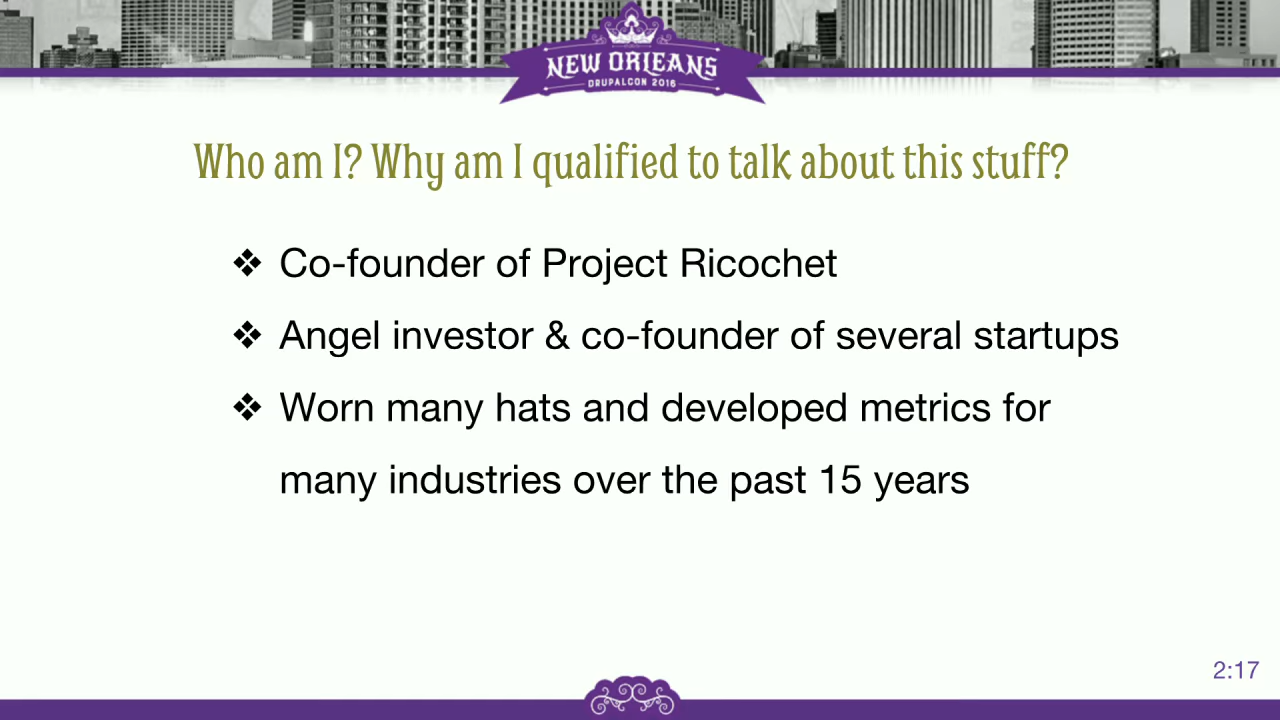 NEW ORLEANS
DRUPALCON 2016
Who am I? Why am I qualified to talk about this stuff?
❖ Co-founder of Project Ricochet
❖ Angel investor & co-founder of several startups
❖ Worn many hats and developed metrics for
many industries over the past 15 years
2:17